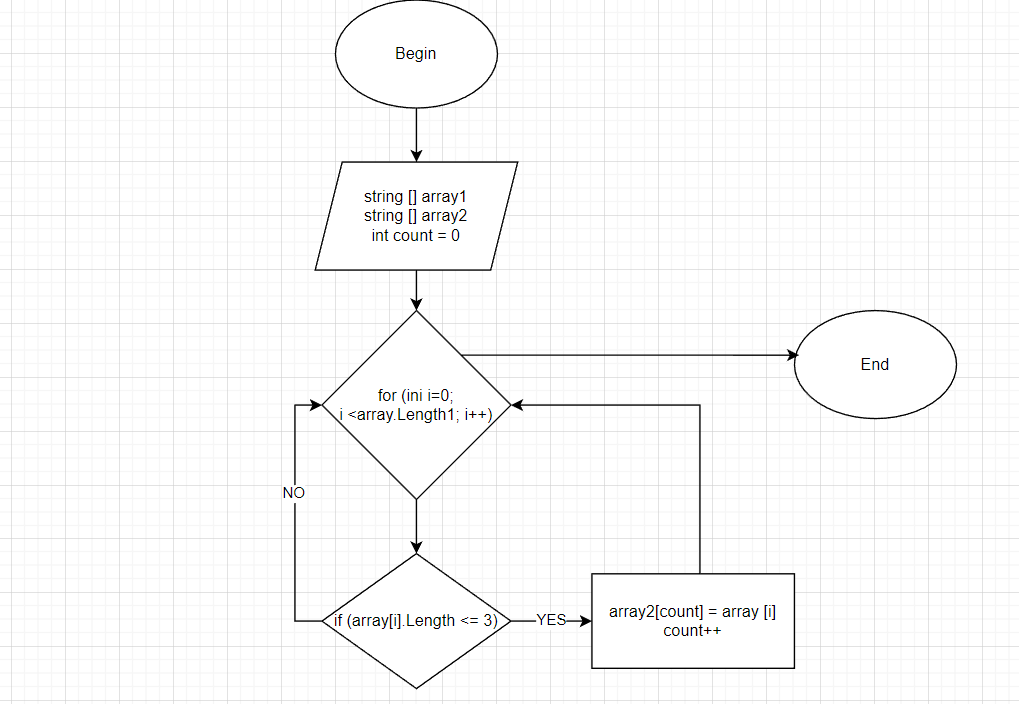 Begin
string [] array1
string [] array2
int count = 0
for (ini i=0;
i <array.Length1; i++)
End
NO
if (array[i].Length <= 3)
YES
array2[count] = array [i]
count++